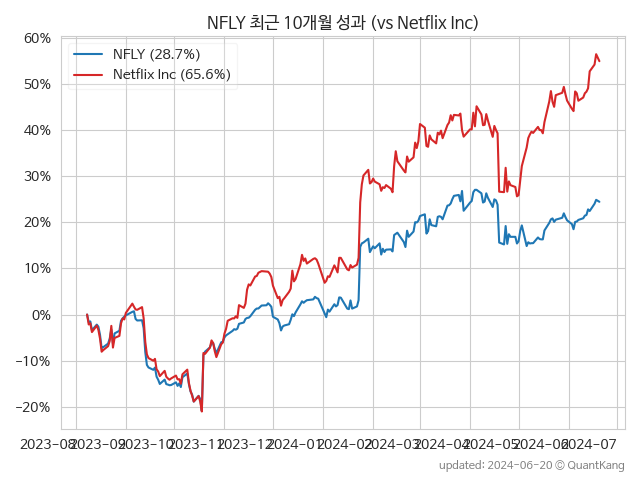 NFLY 최근 10개월 성과 (vs Netflix Inc)
60%
50%
40%
30%
20%
10%
0%
−10%
−20%
NFLY (28.7%)
Netflix Inc (65.6%)
2023-08 2023-09 2023-10 2023-11 2023-12 2024-01 2024-02 2024-03 2024-04 2024-05 2024-06 2024-07
updated: 2024-06-20 © QuantKang